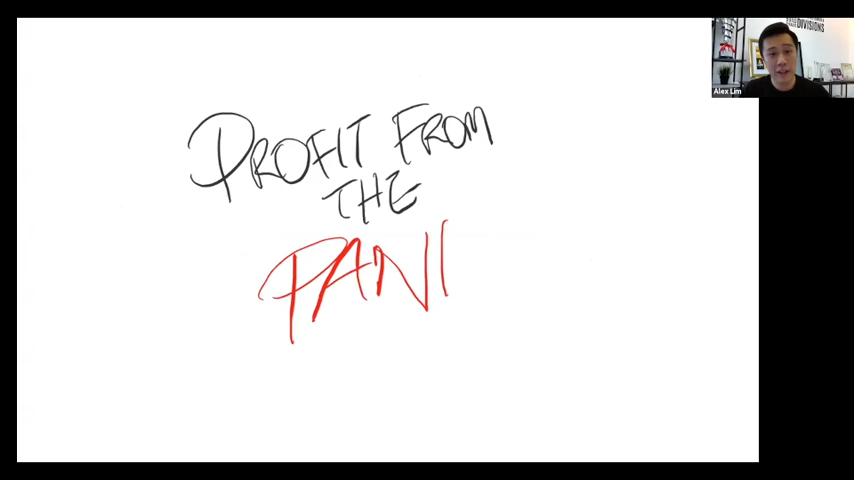 PROFIT FROM
THE
PANI
DIVISIONS
Alex Lim